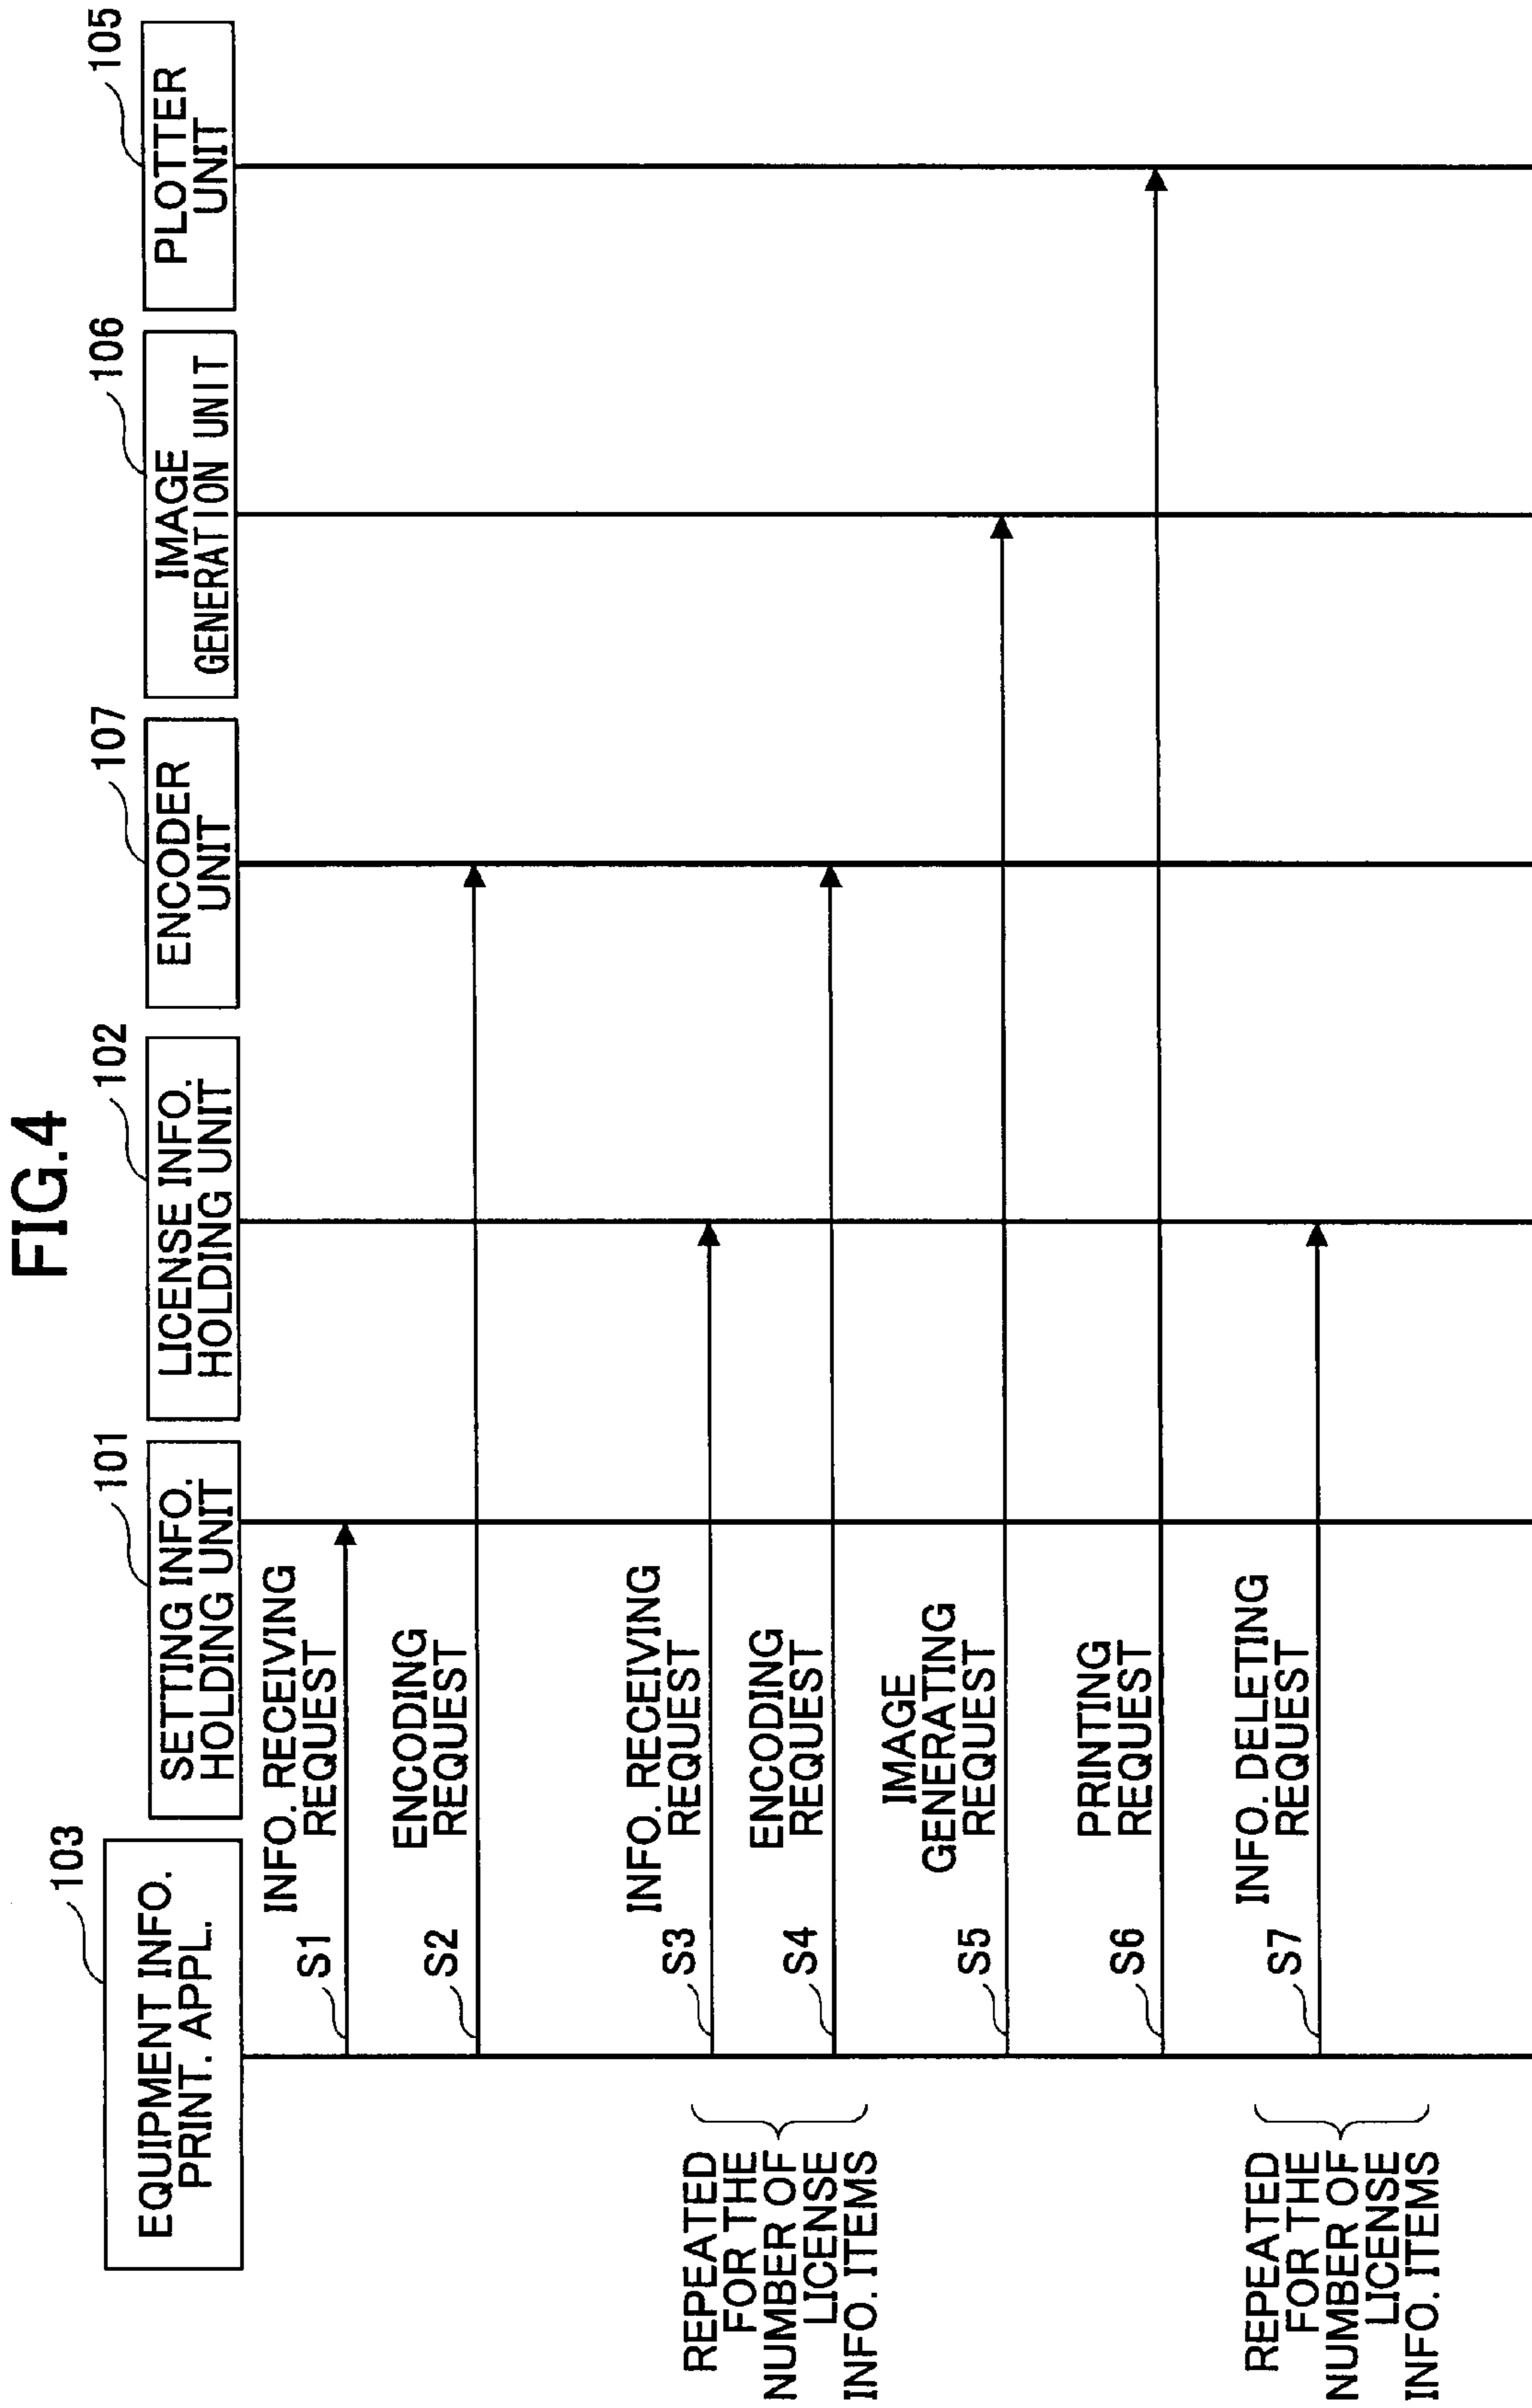 FIG.4
103
EQUIPMENT INFO.
PRINT. APPL.
101
SETTING INFO.
HOLDING UNIT
102
LICENSE INFO.
HOLDING UNIT
107
ENCODER
UNIT
106
IMAGE
GENERATION UNIT
105
PLOTTER
UNIT
S1
INFO. RECEIVING
REQUEST
S2
ENCODING
REQUEST
REPEATED
FOR THE
NUMBER OF
LICENSE
INFO. ITEMS
S3
INFO. RECEIVING
REQUEST
S4
ENCODING
REQUEST
S5
IMAGE
GENERATING
REQUEST
S6
PRINTING
REQUEST
REPEATED
FOR THE
NUMBER OF
LICENSE
INFO. ITEMS
S7
INFO. DELETING
REQUEST